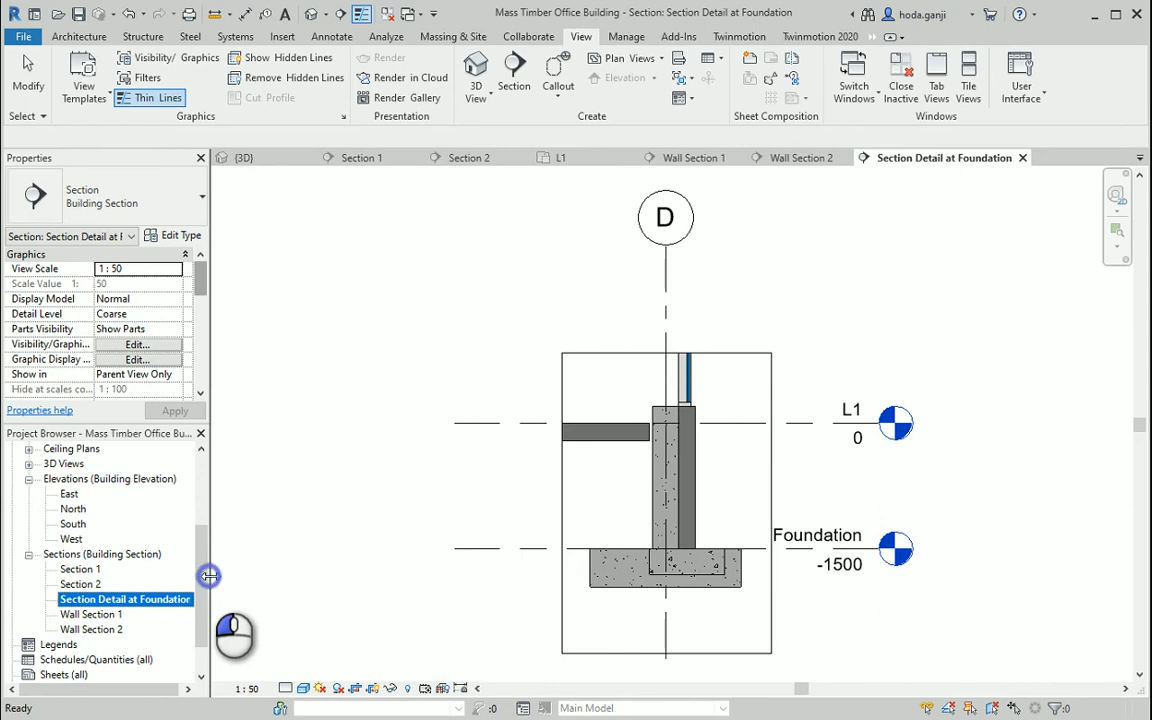 Mass Timber Office Building - Section: Section Detail at Foundation
hoda.ganji
File Architecture Structure Steel Systems Insert Annotate Analyze Massing & Site Collaborate View Manage Add-Ins Twinmotion Twinmotion 2020
Modify
Select
View
Templates
Visibility/ Graphics
Filters
Thin Lines
Show Hidden Lines
Remove Hidden Lines
Cut Profile
Graphics
Render
Render in Cloud
Render Gallery
Presentation
3D
View
Section
Callout
Plan Views
Elevation
Create
Sheet Composition
Switch
Windows
Close
Inactive
Tab
Views
Tile
Views
Windows
User
Interface
Properties
{3D} Section 1 Section 2 L1 Wall Section 1 Wall Section 2 Section Detail at Foundation
Section
Building Section
Section: Section Detail at F Edit Type
Graphics
View Scale 1 : 50
Scale Value 1: 50
Display Model Normal
Detail Level Coarse
Parts Visibility Show Parts
Visibility/Graphi... Edit...
Graphic Display ... Edit...
Show in Parent View Only
Hide at scales co... 1 : 100
Properties help Apply
Project Browser - Mass Timber Office Bu...
Ceiling Plans
3D Views
Elevations (Building Elevation)
East
North
South
West
Sections (Building Section)
Section 1
Section 2
Section Detail at Foundation
Wall Section 1
Wall Section 2
Legends
Schedules/Quantities (all)
Sheets (all)
D
L1
0
Foundation
-1500
1 : 50
Ready
:0
Main Model
:0